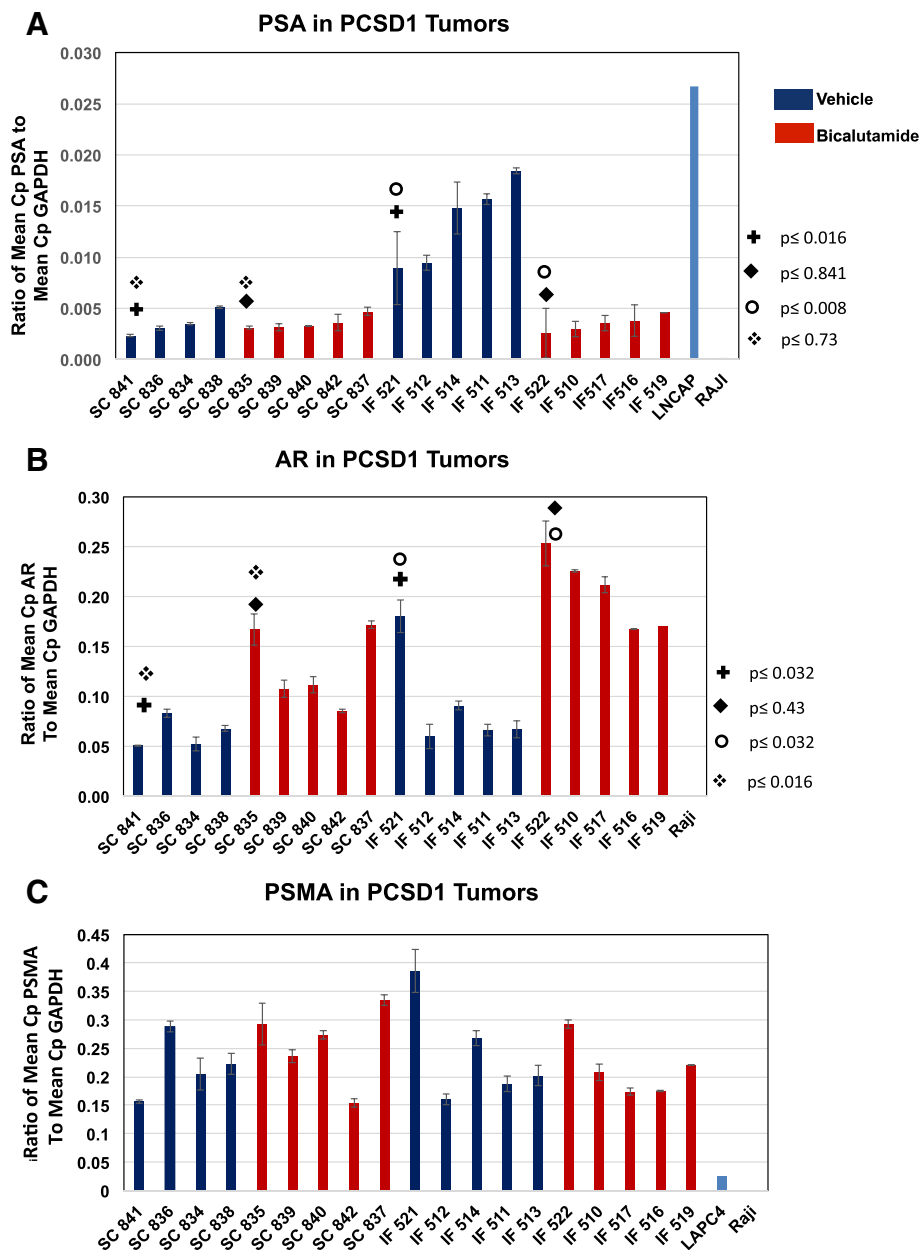 A
PSA in PCSD1 Tumors
Ratio of Mean Cp PSA to
Mean Cp GAPDH
0.030
0.025
0.020
0.015
0.010
0.005
0.000
SC 841
SC 836
SC 834
SC 838
SC 835
SC 839
SC 840
SC 842
SC 837
IF 521
IF 512
IF 514
IF 511
IF 513
IF 522
IF 510
IF517
IF516
IF 519
LNCAP
RAJI
Vehicle
Bicalutamide
p≤ 0.016
p≤ 0.841
p≤ 0.008
p≤ 0.73
B
AR in PCSD1 Tumors
Ratio of Mean Cp AR
To Mean Cp GAPDH
0.30
0.25
0.20
0.15
0.10
0.05
0.00
SC 841
SC 836
SC 834
SC 838
SC 835
SC 839
SC 840
SC 842
SC 837
IF 521
IF 512
IF 514
IF 511
IF 513
IF 522
IF 510
IF 517
IF 516
IF 519
Raji
p≤ 0.032
p≤ 0.43
p≤ 0.032
p≤ 0.016
C
PSMA in PCSD1 Tumors
iRatio of Mean Cp PSMA
To Mean Cp GAPDH
0.45
0.4
0.35
0.3
0.25
0.2
0.15
0.1
0.05
0
SC 841
SC 836
SC 834
SC 838
SC 835
SC 839
SC 840
SC 842
SC 837
IF 521
IF 512
IF 514
IF 511
IF 513
IF 522
IF 510
IF 517
IF 516
IF 519
LAPC4
Raji